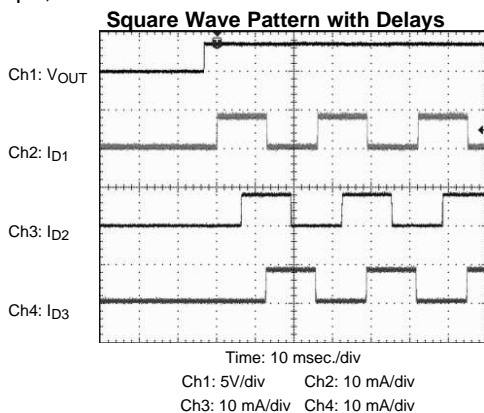 Square Wave Pattern with Delays
Ch1: VOUT
Ch2: ID1
Ch3: ID2
Ch4: ID3
Time: 10 msec./div
Ch1: 5V/div Ch2: 10 mA/div
Ch3: 10 mA/div Ch4: 10 mA/div